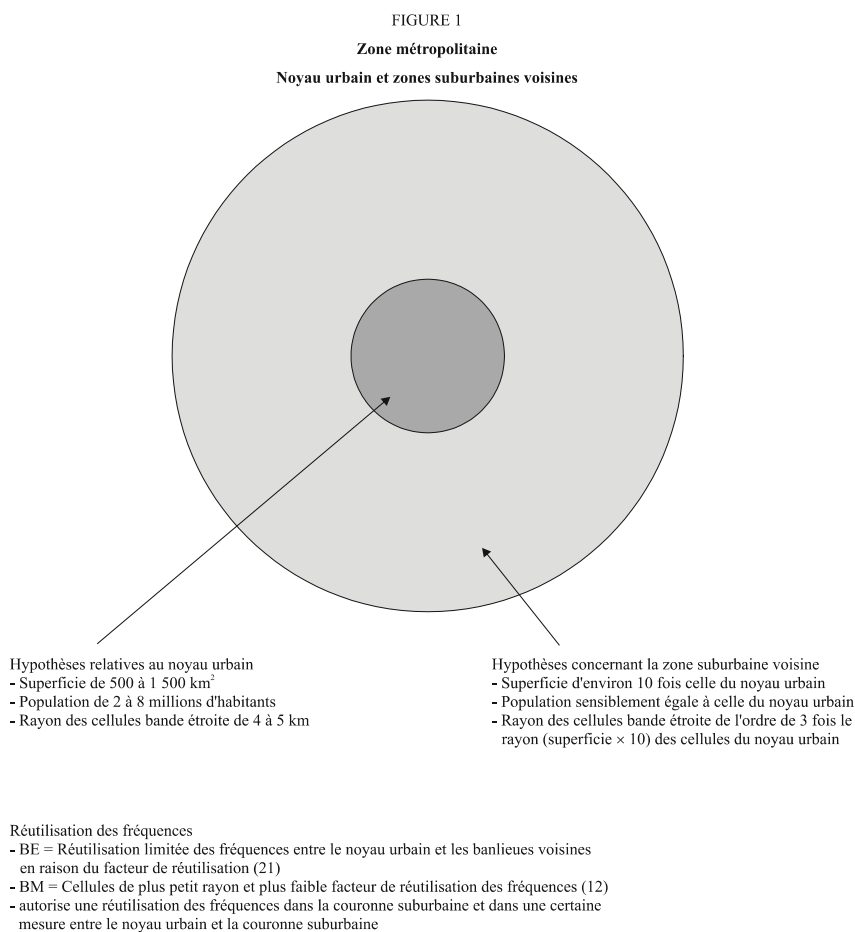 FIGURE 1
Zone métropolitaine
Noyau urbain et zones suburbaines voisines
Hypothèses relatives au noyau urbain
- Superficie de 500 à 1 500 km²
- Population de 2 à 8 millions d'habitants
- Rayon des cellules bande étroite de 4 à 5 km
Hypothèses concernant la zone suburbaine voisine
- Superficie d'environ 10 fois celle du noyau urbain
- Population sensiblement égale à celle du noyau urbain
- Rayon des cellules bande étroite de l'ordre de 3 fois le
rayon (superficie × 10) des cellules du noyau urbain
Réutilisation des fréquences
- BE = Réutilisation limitée des fréquences entre le noyau urbain et les banlieues voisines
en raison du facteur de réutilisation (21)
- BM = Cellules de plus petit rayon et plus faible facteur de réutilisation des fréquences (12)
- autorise une réutilisation des fréquences dans la couronne suburbaine et dans une certaine
mesure entre le noyau urbain et la couronne suburbaine